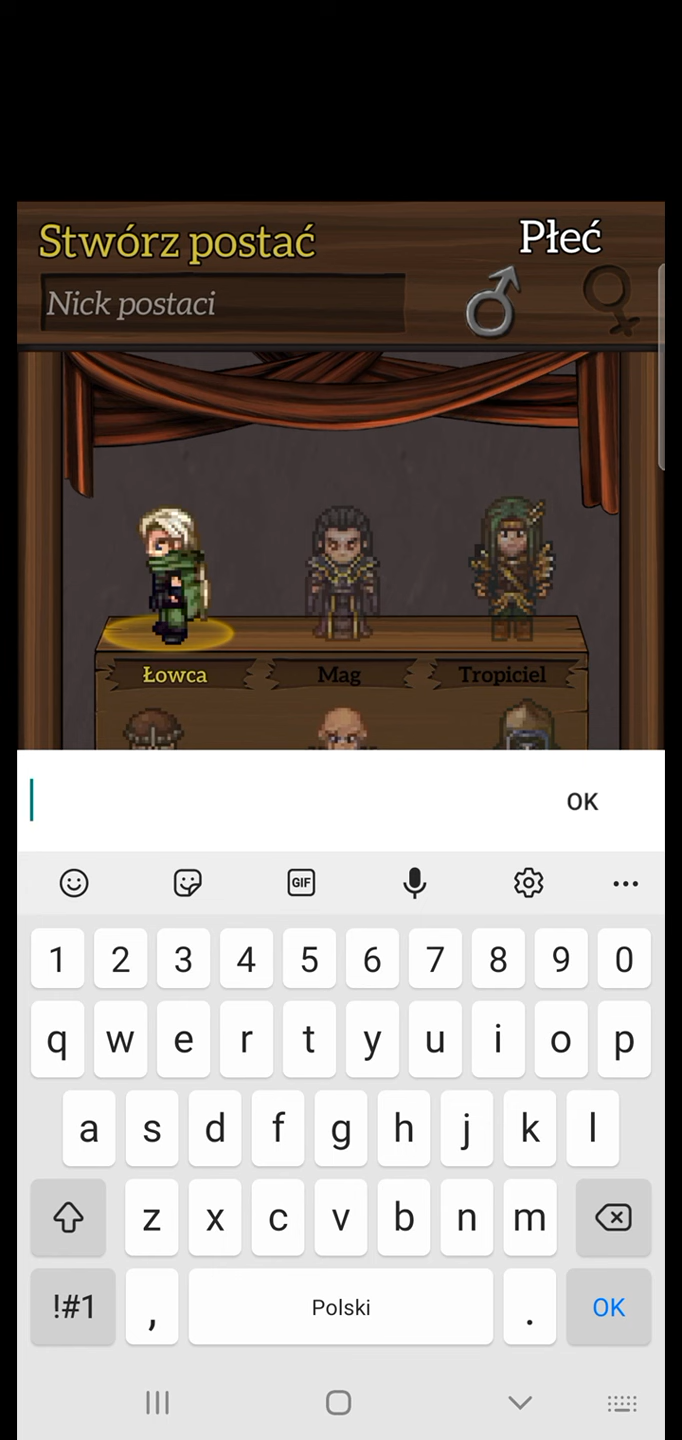 Stwórz postać
Płeć
Nick postaci
Łowca
Mag
Tropiciel
OK
GIF
1 2 3 4 5 6 7 8 9 0
q w e r t y u i o p
a s d f g h j k l
z x c v b n m
!#1 , Polski . OK